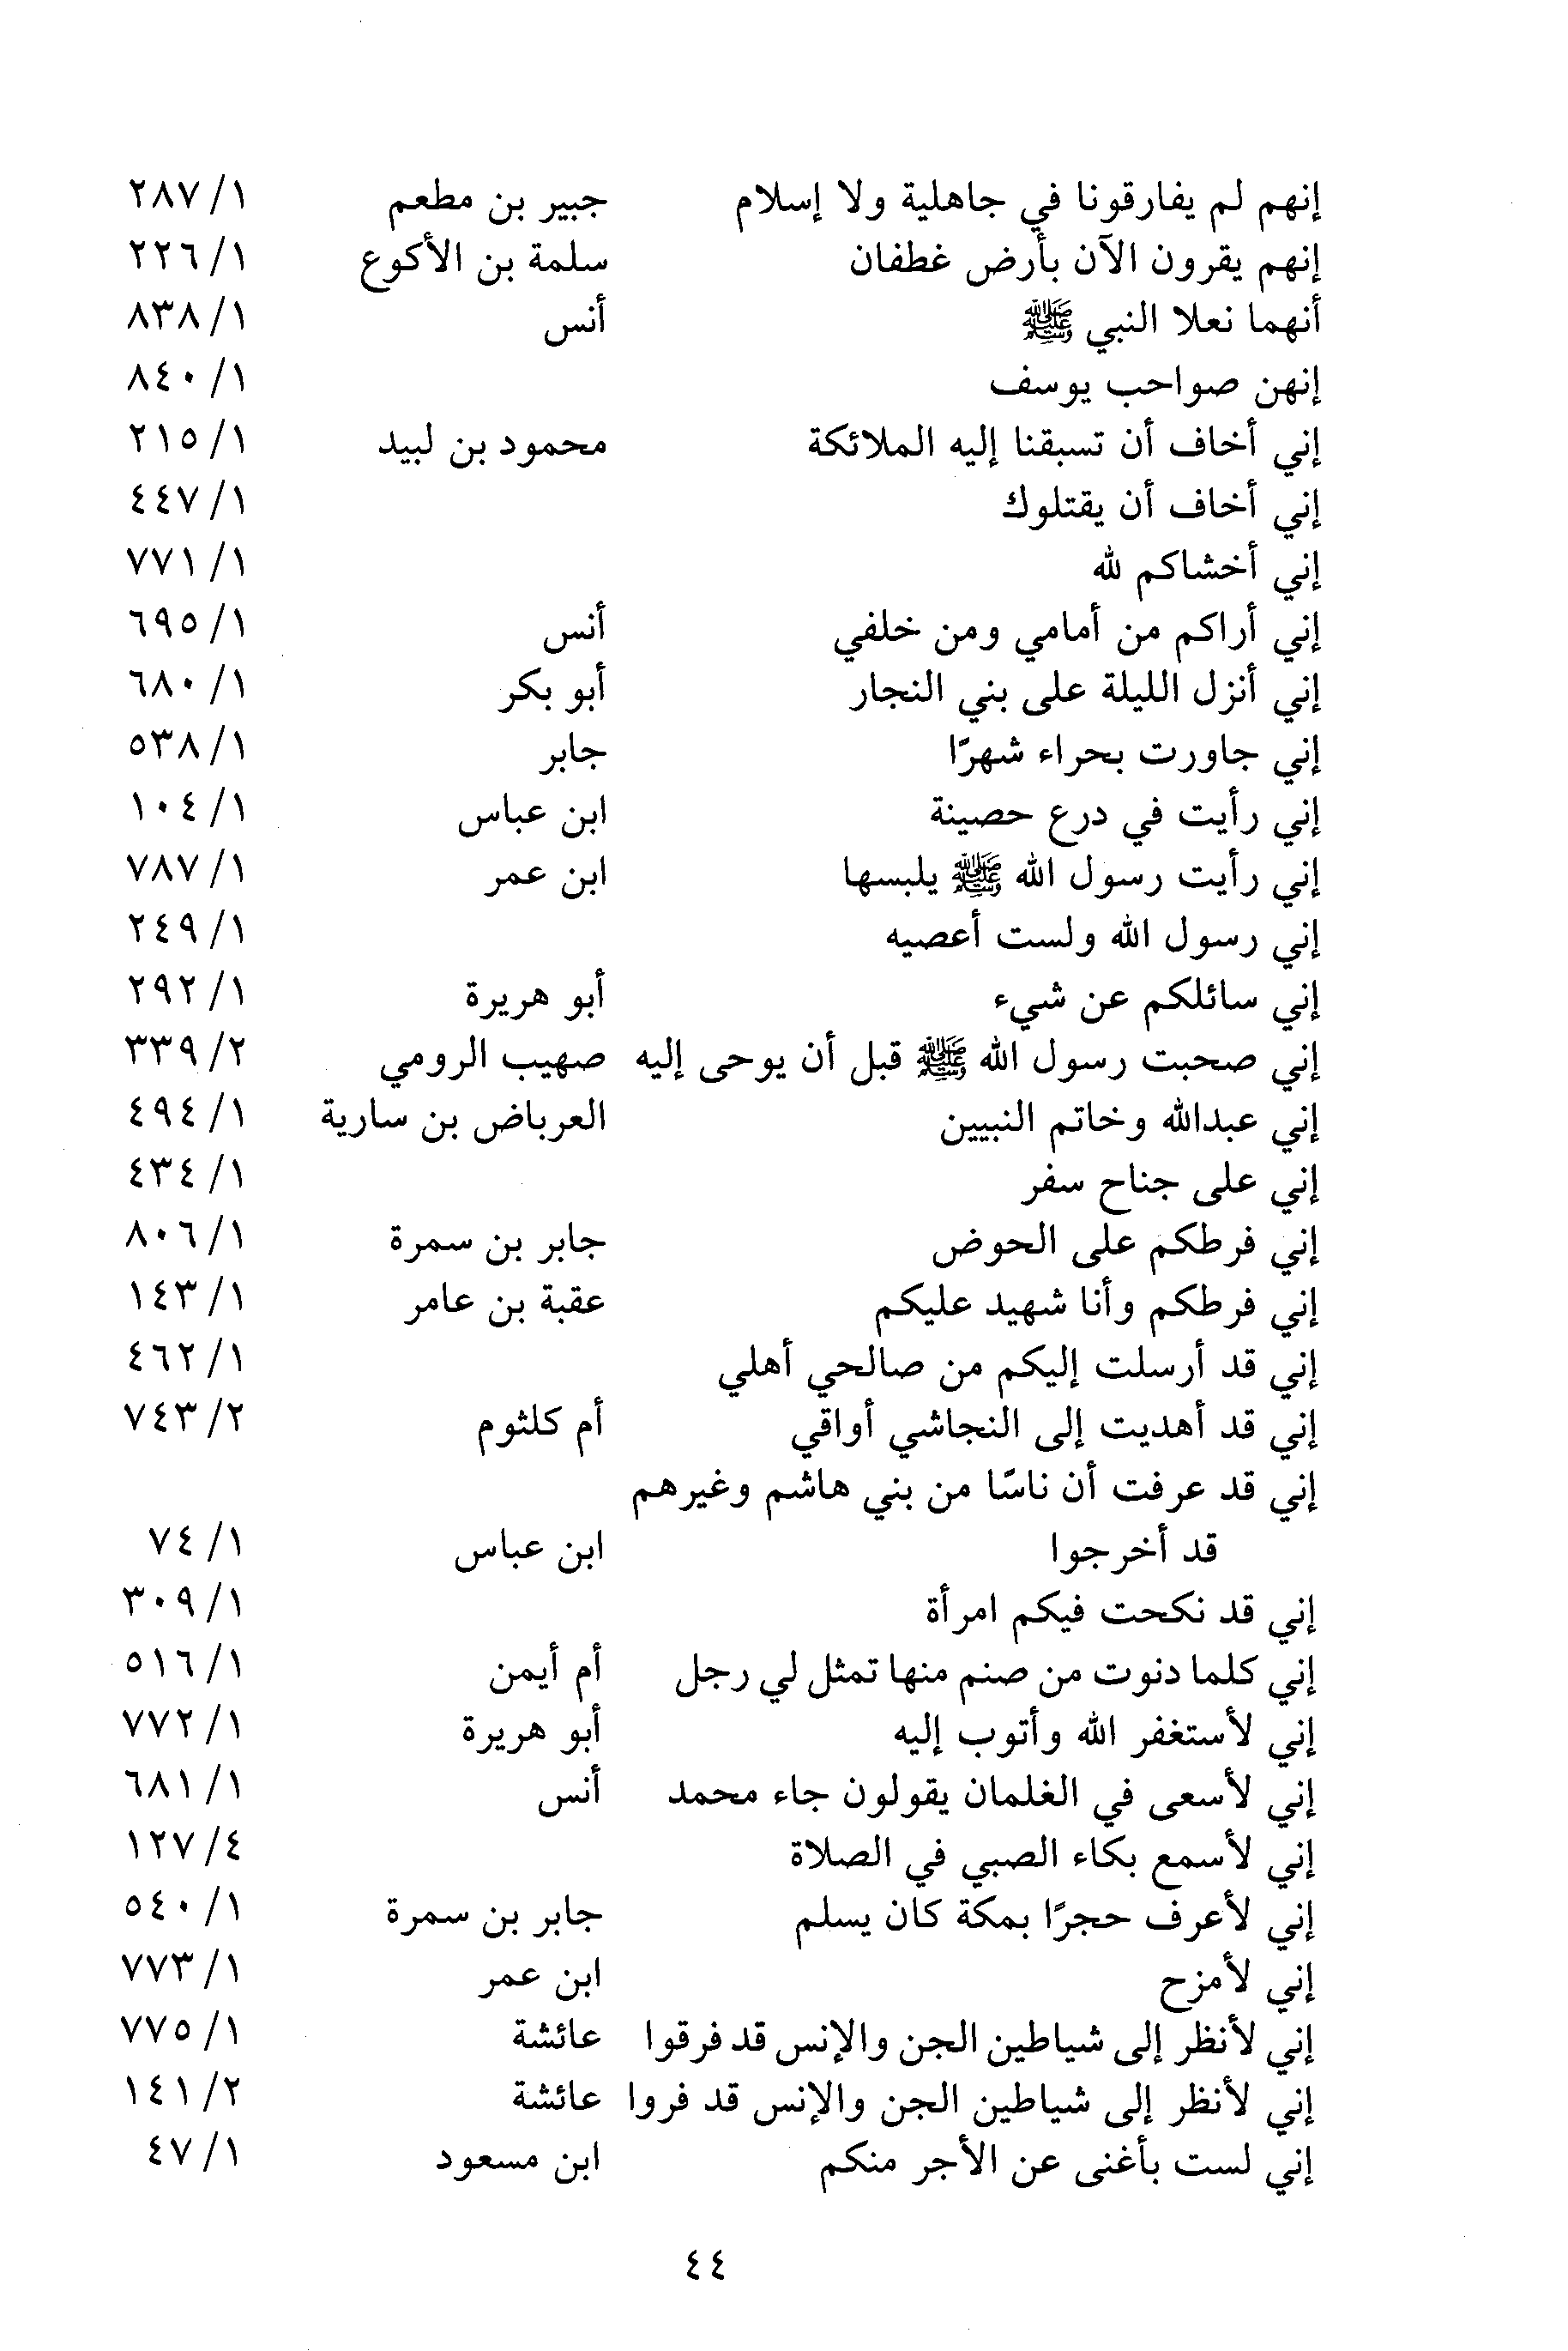 إنهم لم يفارقونا في جاهلية ولا إسلام جبير بن مطعم ١/ ٢٨٧
إنهم يقرون الآن بأرض غطفان سلمة بن الأكوع ١/ ٢٢٦
أنهما نعلا النبي ﷺ أنس ١/ ٨٣٨
إنهن صواحب يوسف ١/ ٨٤٠
إني أخاف أن تسبقنا إليه الملائكة محمود بن لبيد ١/ ٢١٥
إني أخاف أن يقتلوك ١/ ٤٤٧
إني أخشاكم لله ١/ ٧٧١
إني أراكم من أمامي ومن خلفي أنس ١/ ٦٩٥
إني أنزل الليلة على بني النجار أبو بكر ١/ ٦٨٠
إني جاورت بحراء شهرًا جابر ١/ ٥٣٨
إني رأيت في درع حصينة ابن عباس ١/ ١٠٤
إني رأيت رسول الله ﷺ يلبسها ابن عمر ١/ ٧٨٧
إني رسول الله ولست أعصيه ١/ ٢٤٩
إني سائلكم عن شيء أبو هريرة ١/ ٢٩٢
إني صحبت رسول الله ﷺ قبل أن يوحى إليه صهيب الرومي ٢/ ٣٣٩
إني عبدالله وخاتم النبيين العرباض بن سارية ١/ ٤٩٤
إني على جناح سفر ١/ ٤٣٤
إني فرطكم على الحوض جابر بن سمرة ١/ ٨٠٦
إني فرطكم وأنا شهيد عليكم عقبة بن عامر ١/ ١٤٣
إني قد أرسلت إليكم من صالحي أهلي ١/ ٤٦٢
إني قد أهديت إلى النجاشي أواقي أم كلثوم ٢/ ٧٤٣
إني قد عرفت أن ناسًا من بني هاشم وغيرهم
قد أخرجوا ابن عباس ١/ ٧٤
إني قد نكحت فيكم امرأة ١/ ٣٠٩
إني كلما دنوت من صنم منها تمثل لي رجل أم أيمن ١/ ٥١٦
إني لأستغفر الله وأتوب إليه أبو هريرة ١/ ٧٧٢
إني لأسعى في الغلمان يقولون جاء محمد أنس ١/ ٦٨١
إني لأسمع بكاء الصبي في الصلاة ٤/ ١٢٧
إني لأعرف حجرًا بمكة كان يسلم جابر بن سمرة ١/ ٥٤٠
إني لأمزح ابن عمر ١/ ٧٧٣
إني لأنظر إلى شياطين الجن والإنس قد فرقوا عائشة ١/ ٧٧٥
إني لأنظر إلى شياطين الجن والإنس قد فروا عائشة ٢/ ١٤١
إني لست بأغنى عن الأجر منكم ابن مسعود ١/ ٤٧
٤٤